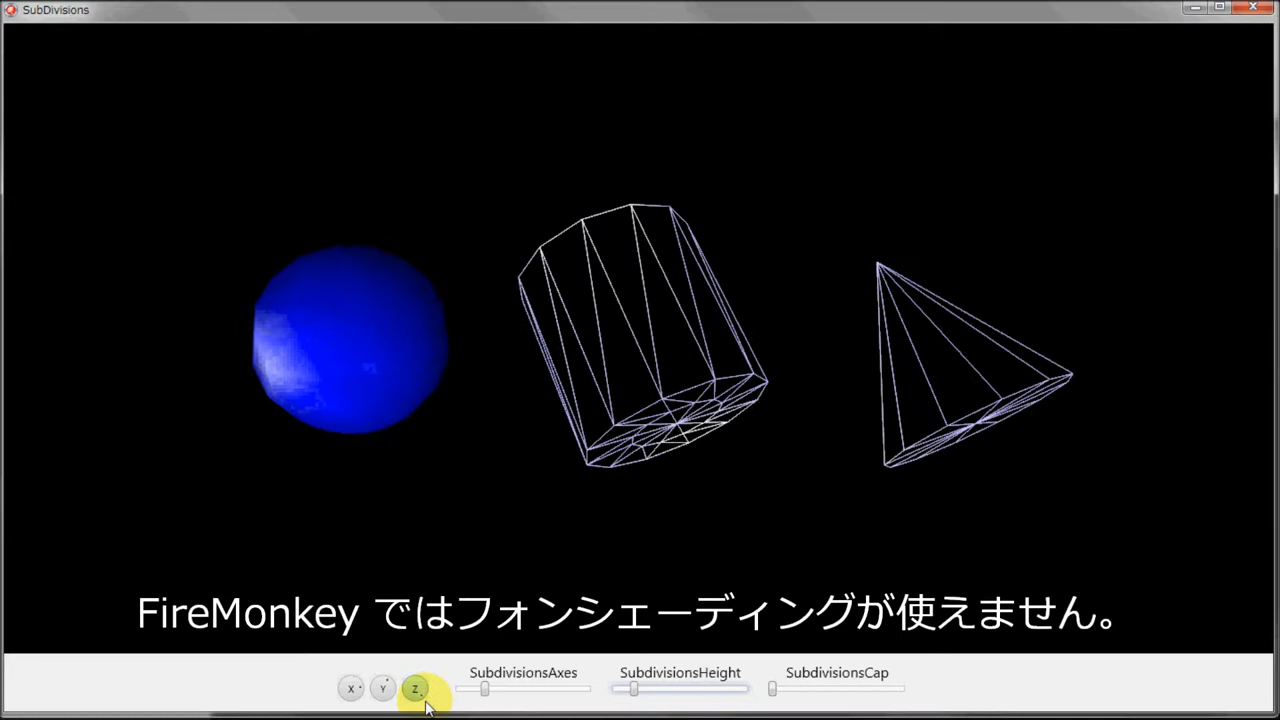 SubDivisions
FireMonkey ではフォンシェーディングが使えません。
SubdivisionsAxes SubdivisionsHeight SubdivisionsCap
X Y Z